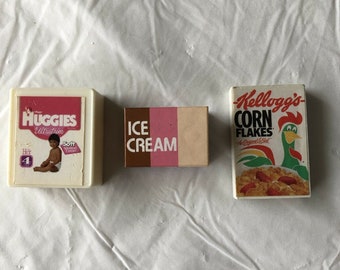 HUGGIES
4
ICE
CREAM
Kellogg's
CORN
FLAKES